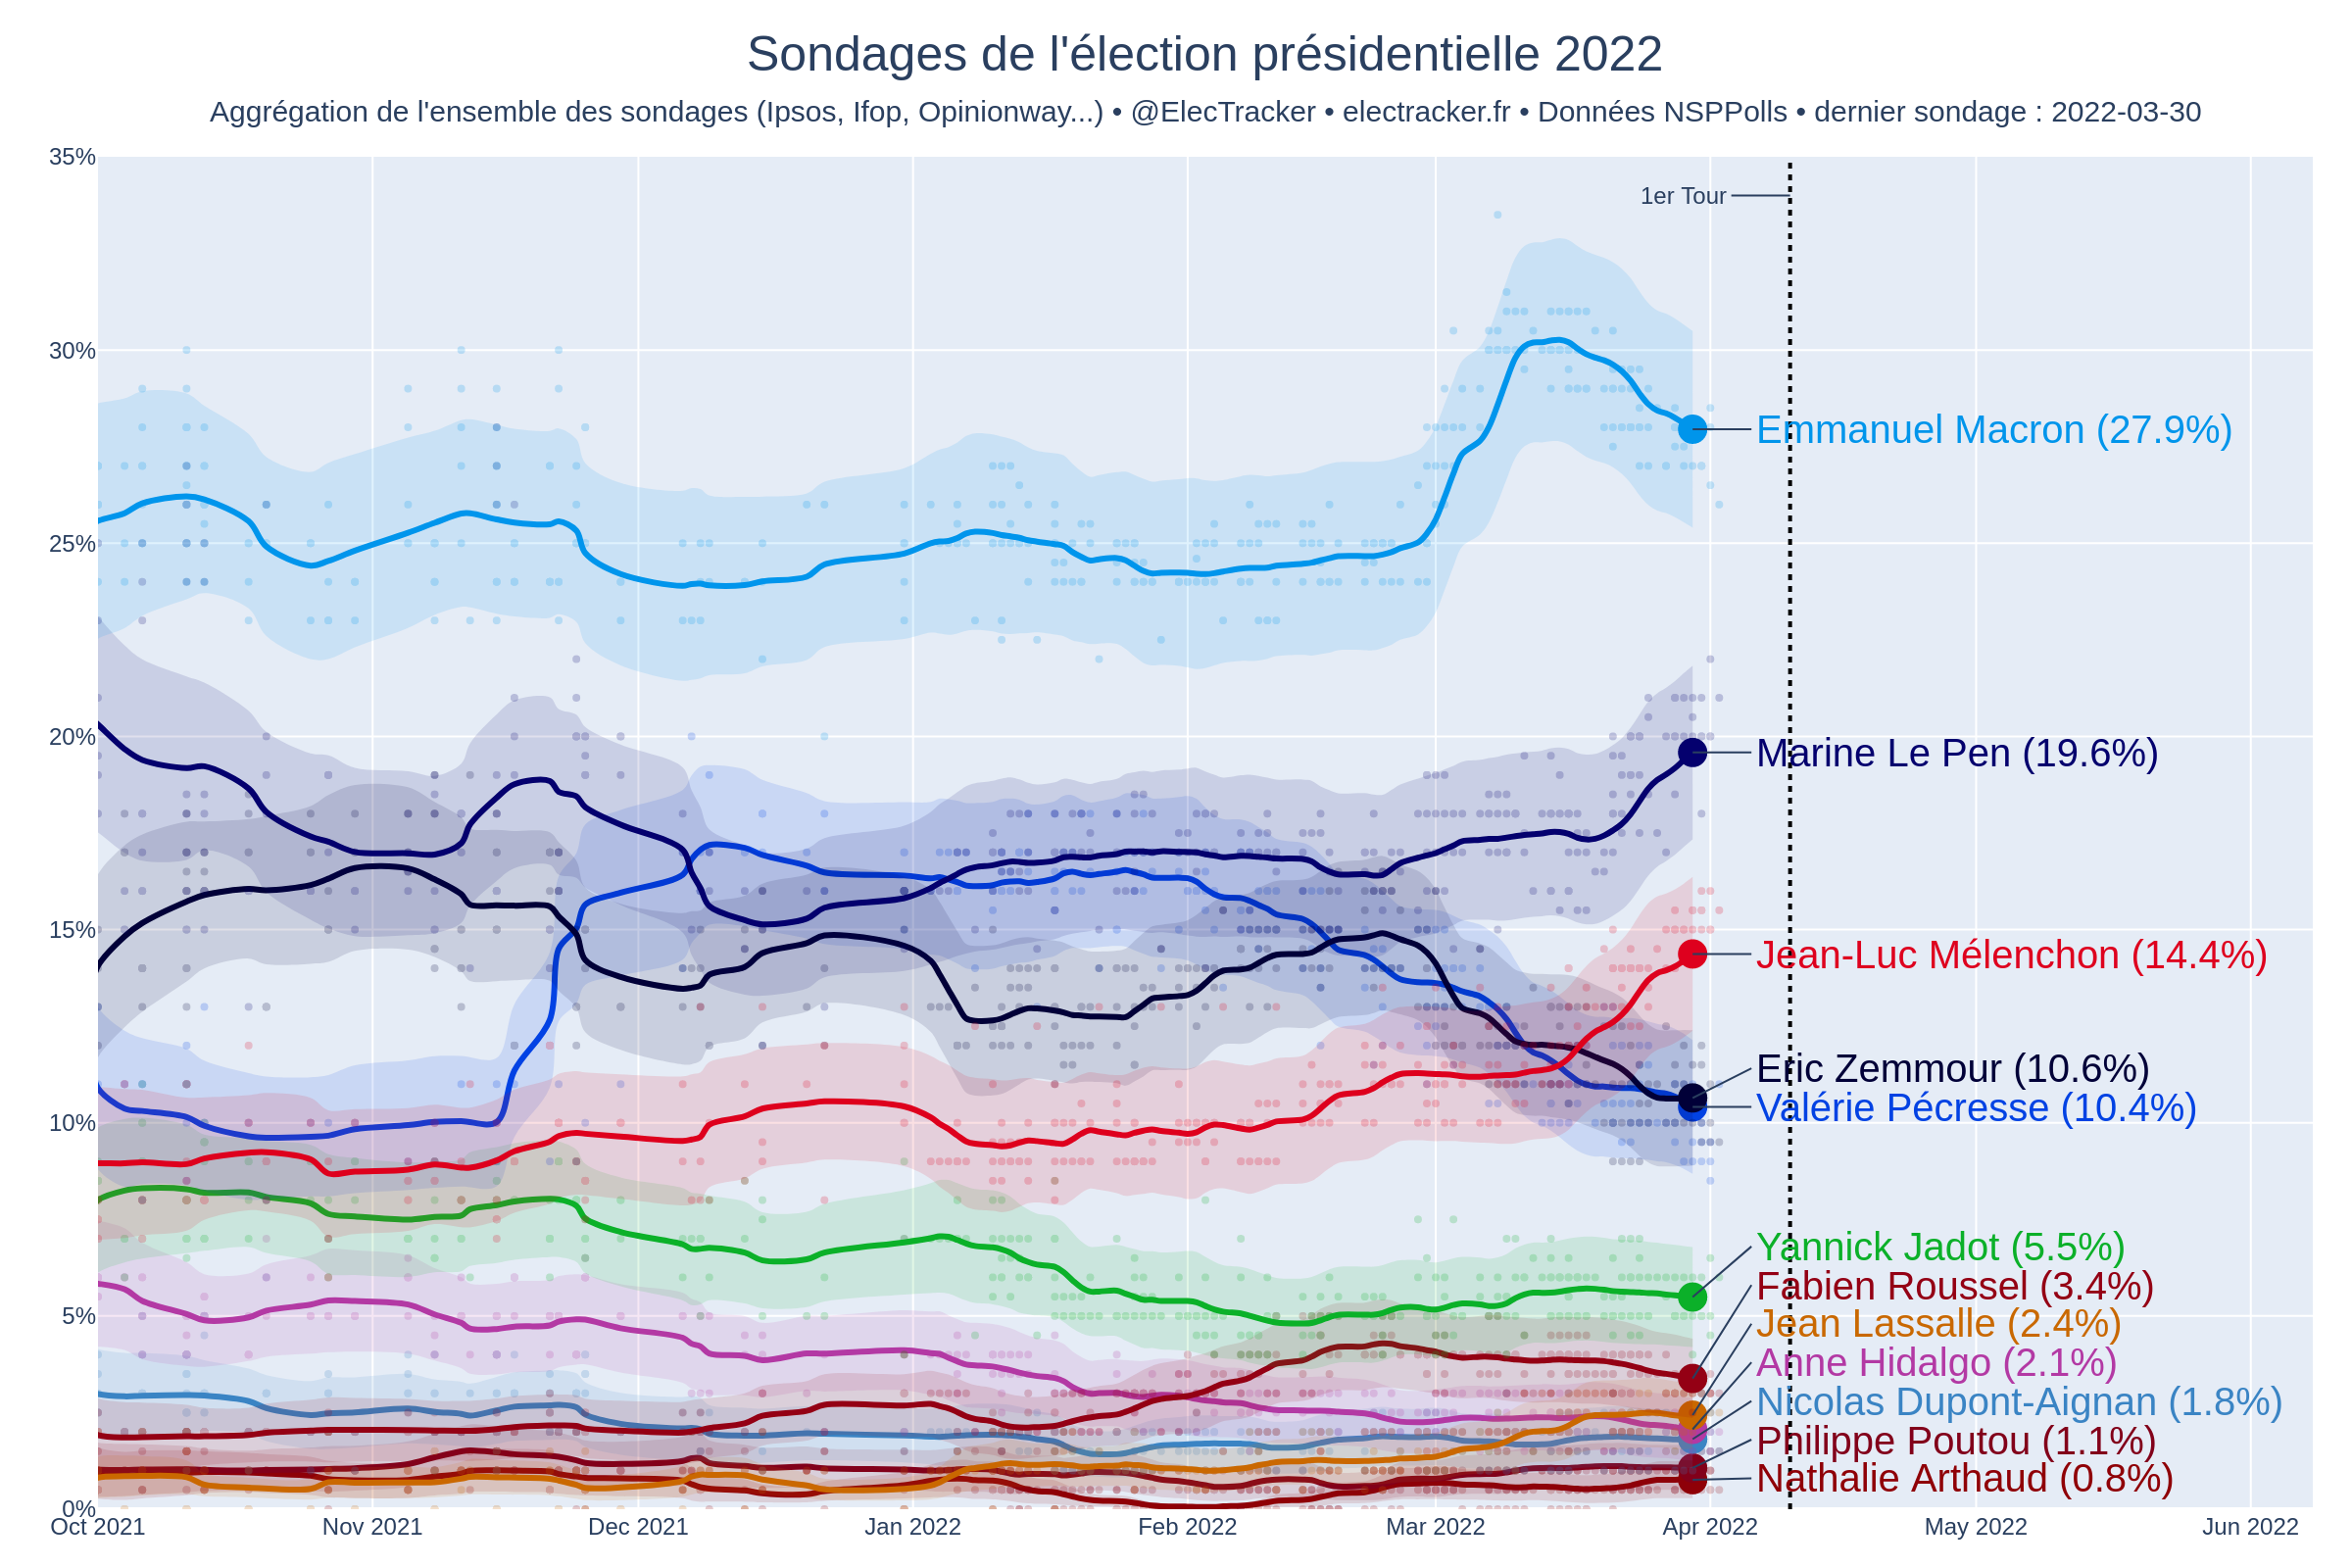 Sondages de l'élection présidentielle 2022
Aggrégation de l'ensemble des sondages (Ipsos, Ifop, Opinionway...) • @ElecTracker • electracker.fr • Données NSPPolls • dernier sondage : 2022-03-30
35%
1er Tour
30%
Emmanuel Macron (27.9%)
25%
20%
Marine Le Pen (19.6%)
15%
Jean-Luc Mélenchon (14.4%)
Eric Zemmour (10.6%)
Valérie Pécresse (10.4%)
10%
Yannick Jadot (5.5%)
Fabien Roussel (3.4%)
5%
Jean Lassalle (2.4%)
Anne Hidalgo (2.1%)
Nicolas Dupont-Aignan (1.8%)
Philippe Poutou (1.1%)
Nathalie Arthaud (0.8%)
0%
Oct 2021 Nov 2021 Dec 2021 Jan 2022 Feb 2022 Mar 2022 Apr 2022 May 2022 Jun 2022